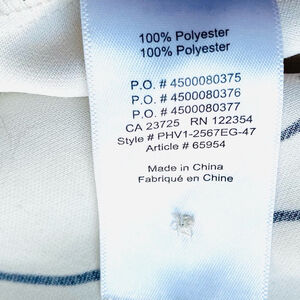 100% Polyester
100% Polyester
P.O. # 4500080375
P.O. # 4500080376
P.O. # 4500080377
CA 23725 RN 122354
Style # PHV1-2567EG-47
Article # 65954
Made in China
Fabriqué en Chine